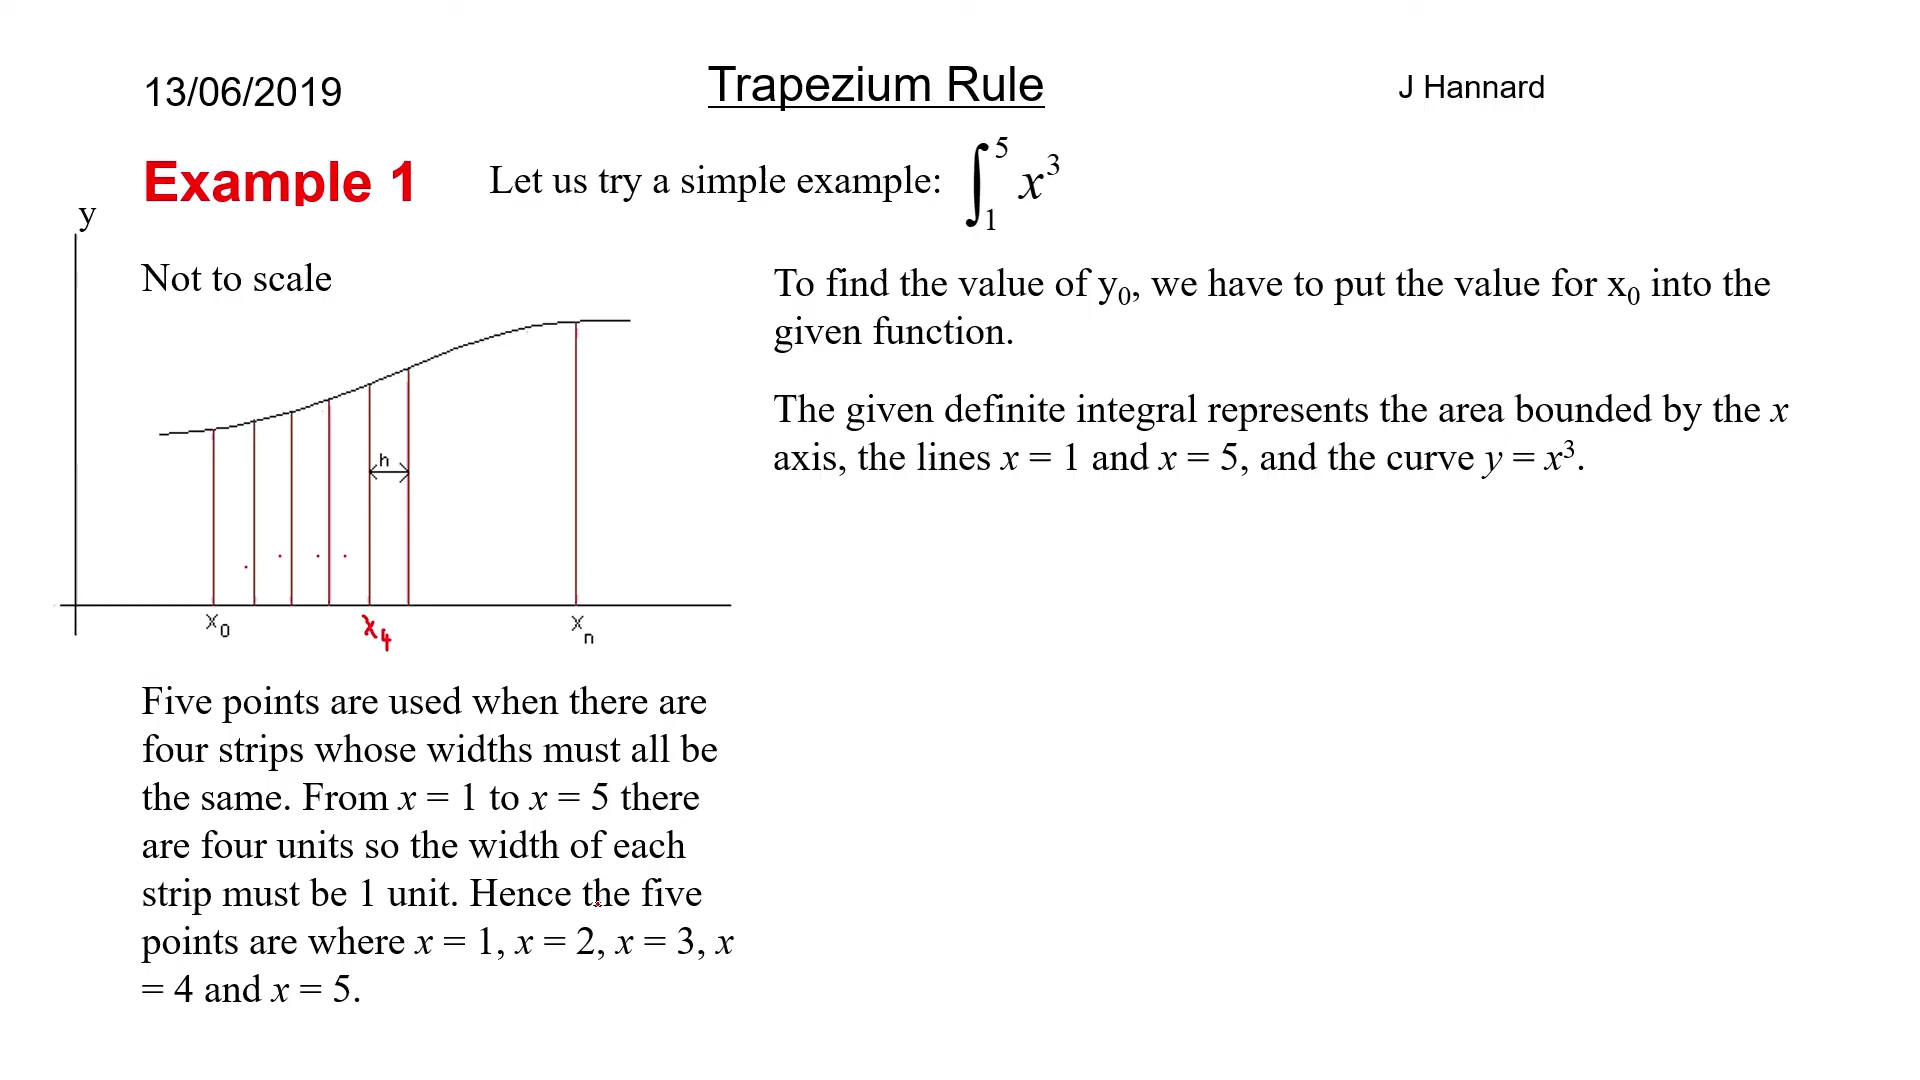 13/06/2019 Trapezium Rule J Hannard
Example 1 Let us try a simple example: ∫₁⁵ x³
y
Not to scale
h
x₀ x₄ xₙ
Five points are used when there are
four strips whose widths must all be
the same. From x = 1 to x = 5 there
are four units so the width of each
strip must be 1 unit. Hence the five
points are where x = 1, x = 2, x = 3, x
= 4 and x = 5.
To find the value of y₀, we have to put the value for x₀ into the
given function.
The given definite integral represents the area bounded by the x
axis, the lines x = 1 and x = 5, and the curve y = x³.